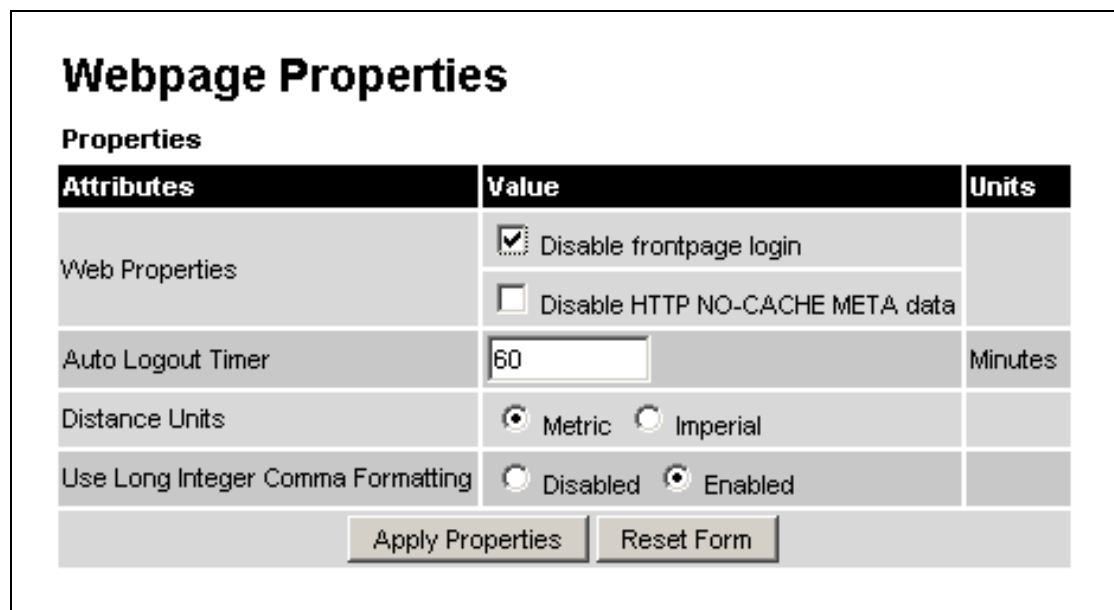 Webpage Properties
Properties
Attributes Value Units
Web Properties
Disable frontpage login
Disable HTTP NO-CACHE META data
Auto Logout Timer 60 Minutes
Distance Units Metric Imperial
Use Long Integer Comma Formatting Disabled Enabled
Apply Properties Reset Form